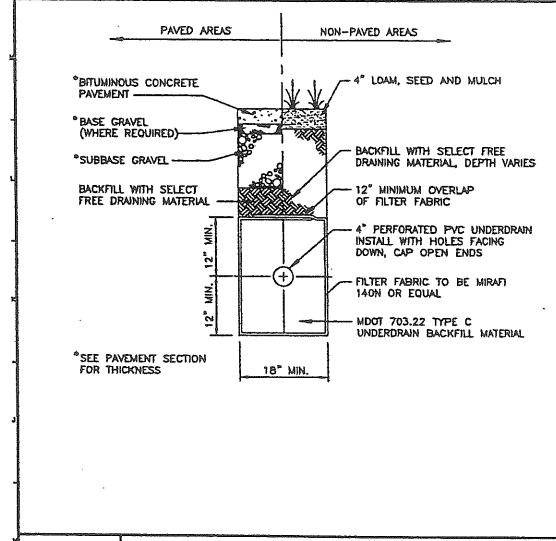 PAVED AREAS
NON-PAVED AREAS
*BITUMINOUS CONCRETE
PAVEMENT
*BASE GRAVEL
(WHERE REQUIRED)
*SUBBASE GRAVEL
BACKFILL WITH SELECT
FREE DRAINING MATERIAL
4" LOAM, SEED AND MULCH
BACKFILL WITH SELECT FREE
DRAINING MATERIAL, DEPTH VARIES
12" MINIMUM OVERLAP
OF FILTER FABRIC
4" PERFORATED PVC UNDERDRAIN
INSTALL WITH HOLES FACING
DOWN, CAP OPEN ENDS
FILTER FABRIC TO BE MIRAFI
140N OR EQUAL
MDOT 703.22 TYPE C
UNDERDRAIN BACKFILL MATERIAL
12" MIN.
12" MIN.
18" MIN.
*SEE PAVEMENT SECTION
FOR THICKNESS